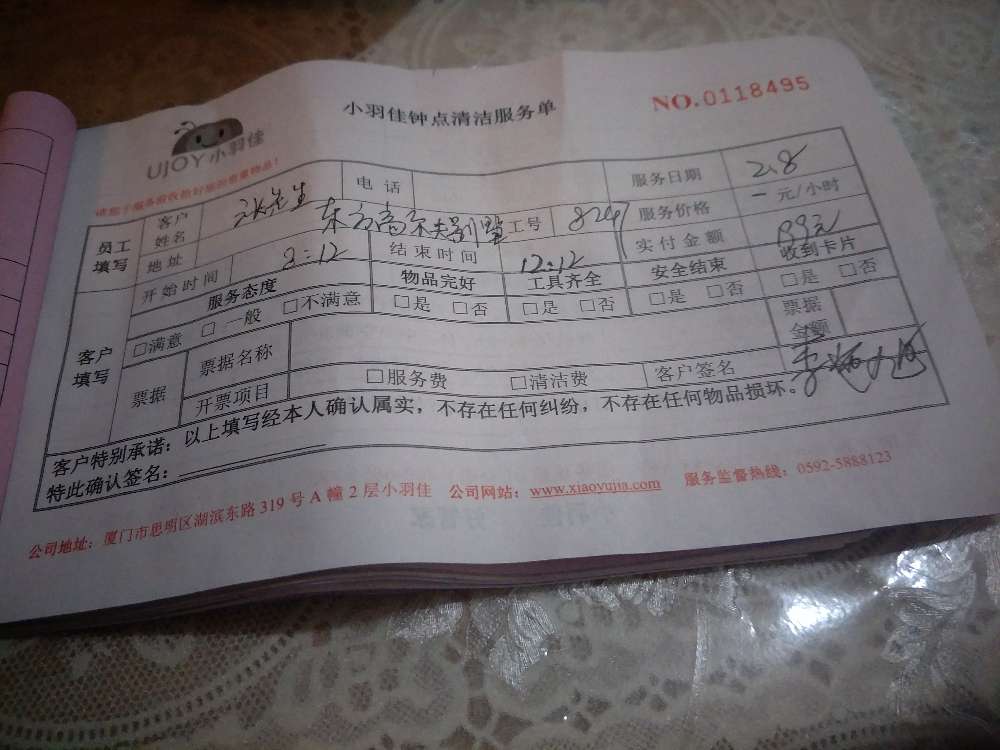 小羽佳钟点清洁服务单
NO.0118495
UJOY小羽佳
员工填写 客户姓名 电话 服务日期 2.8
地址 东方高尔夫别墅 工号 8247 服务价格 一元/小时
开始时间 结束时间 12:12 实付金额
客户填写 服务态度 物品完好 工具齐全 安全结束 收到卡片
□满意 □一般 □不满意 □是 □否 □是 □否 □是 □否 □是 □否
票据 票据名称 票据金额
开票项目 □服务费 □清洁费 客户签名
客户特别承诺：以上填写经本人确认属实，不存在任何纠纷，不存在任何物品损坏。
特此确认签名：
公司地址：厦门市思明区湖滨东路319号A幢2层小羽佳 公司网站：www.xiaoyujia.com 服务监督热线：0592-5888123